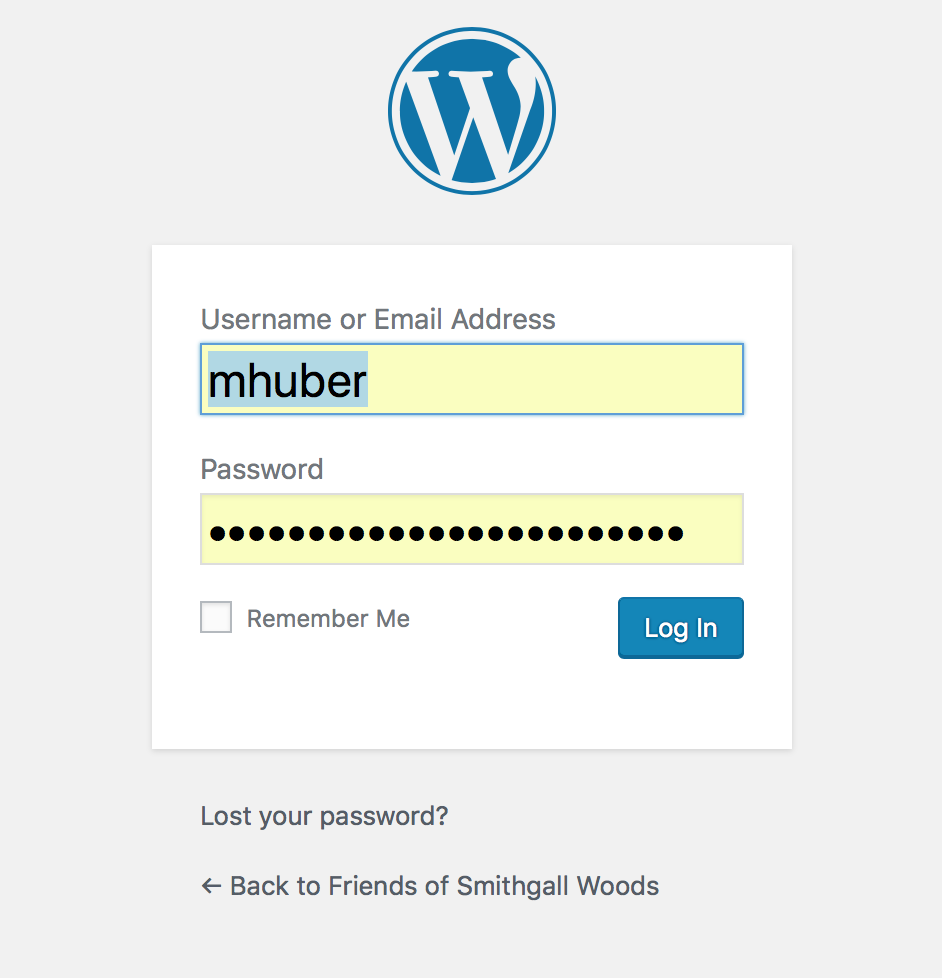 Username or Email Address
mhuber
Password
Remember Me
Log In
Lost your password?
← Back to Friends of Smithgall Woods